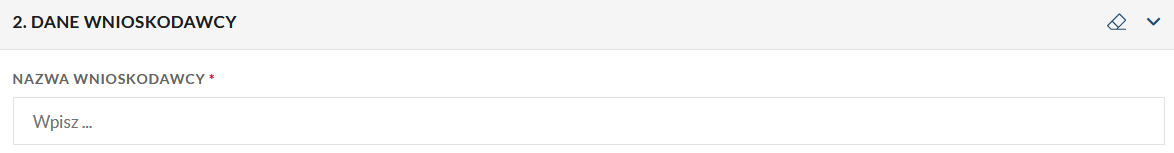 2. DANE WNIOSKODAWCY
NAZWA WNIOSKODAWCY *
Wpisz ...